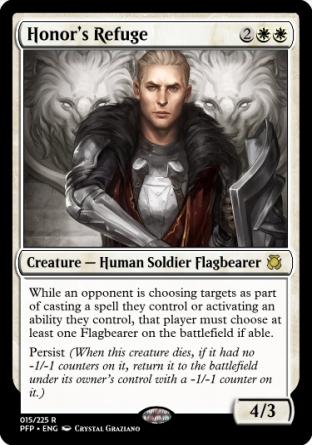 Honor's Refuge 2
Creature — Human Soldier Flagbearer
While an opponent is choosing targets as part
of casting a spell they control or activating an
ability they control, that player must choose
at least one Flagbearer on the battlefield if able.
Persist (When this creature dies, if it had no
-1/-1 counters on it, return it to the battlefield
under its owner's control with a -1/-1 counter on
it.)
4/3
015/225 R
PFP • ENG Crystal Graziano